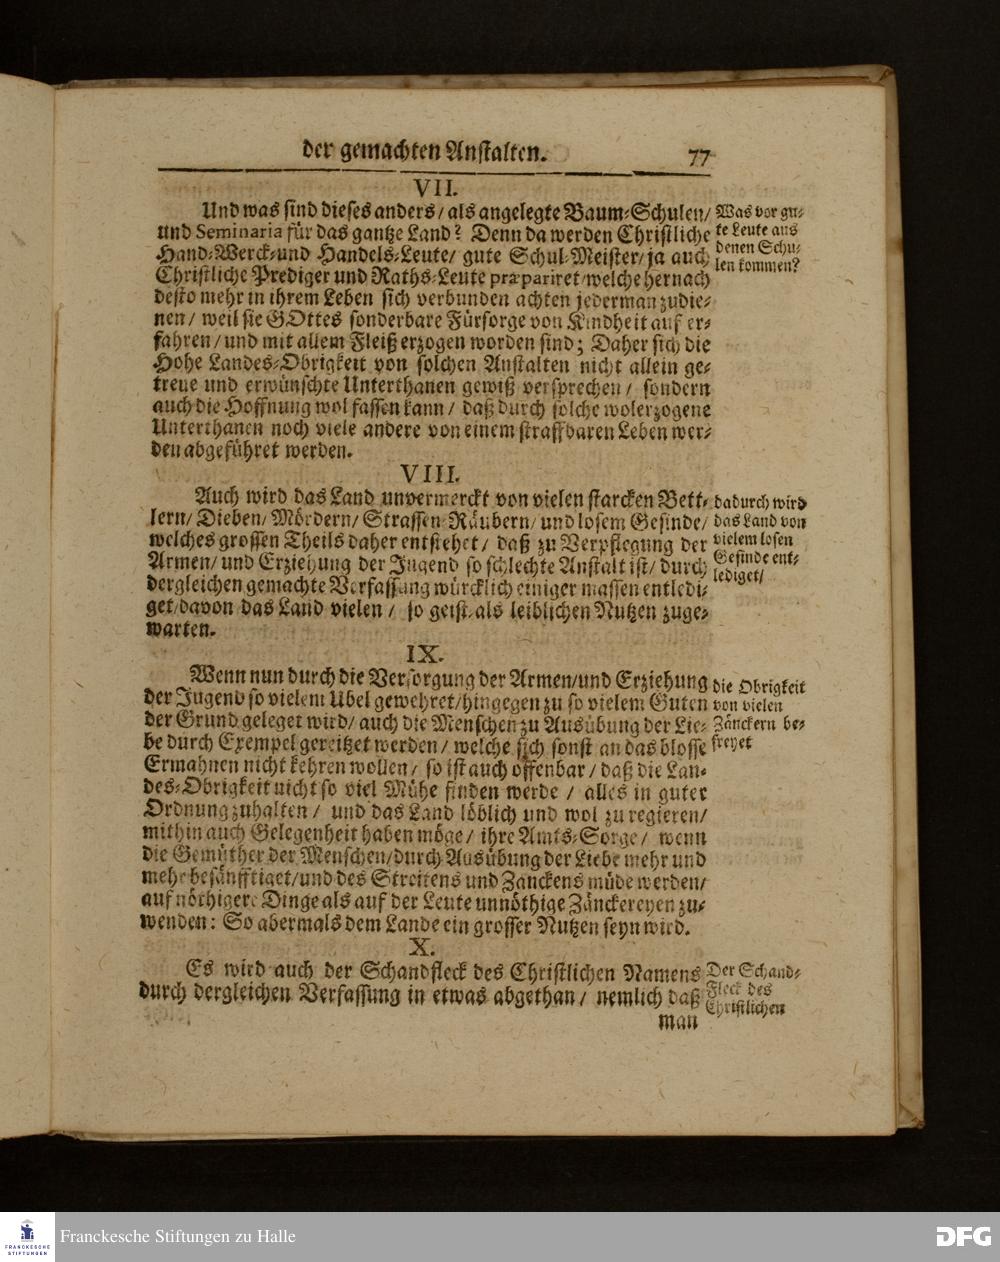 der gemachten Anstalten. 77
VII.
Und was sind dieses anders/ als angelegte Baum-Schulen/
und Seminaria für das gantze Land? Denn da werden Christliche
Hand-Werck-und Handels-Leute/ gute Schul-Meister/ ja auch
Christliche Prediger und Raths-Leute præpariret/welche hernach
desto mehr in ihrem Leben sich verbunden achten jederman zudie-
nen/ weil sie GOttes sonderbare Fürsorge von Kindheit auf er-
fahren/ und mit allem Fleiß erzogen worden sind; Daher sich die
Hohe Landes-Obrigkeit von solchen Anstalten nicht allein ge-
treue und erwünschte Unterthanen gewiß versprechen/ sondern
auch die Hoffnung wol fassen kann/ daß durch solche wolerzogene
Unterthanen noch viele andere von einem straffbaren Leben wer-
den abgeführet werden.
Was vor gu-
te Leute aus
denen Schu-
len kommen?
VIII.
Auch wird das Land unvermerckt von vielen starcken Bett-
lern/ Dieben/ Mördern/ Strassen-Räubern/ und losem Gesinde/
welches grossen Theils daher entstehet/ daß zu Verpflegung der
Armen/ und Erziehung der Jugend so schlechte Anstalt ist/ durch
dergleichen gemachte Verfassung würcklich einiger massen entledi-
get/ davon das Land vielen/ so geist-als leiblichen Nutzen zuge-
warten.
dadurch wird
das Land von
vielem losen
Gesinde ent-
lediget/
IX.
Wenn nun durch die Versorgung der Armen/und Erziehung
der Jugend so vielem Ubel gewehret/hingegen zu so vielem Guten
der Grund geleget wird/ auch die Menschen zu Ausübung der Lie-
be durch Exempel gereitzet werden/ welche sich sonst an das blosse
Ermahnen nicht kehren wollen/ so ist auch offenbar/ daß die Lan-
des-Obrigkeit nicht so viel Mühe finden werde/ alles in guter
Ordnung zuhalten/ und das Land löblich und wol zu regieren/
mithin auch Gelegenheit haben möge/ ihre Amts-Sorge/ wenn
die Gemüther der Menschen/durch Ausübung der Liebe mehr und
mehr besänfftiget/und des Streitens und Zanckens müde werden/
auf nöthigere Dinge als auf der Leute unnöthige Zänckereyen zu-
wenden: So abermals dem Lande ein grosser Nutzen seyn wird.
die Obrigkeit
von vielen
Zänckern be-
freyet
X.
Es wird auch der Schandfleck des Christlichen Namens
durch dergleichen Verfassung in etwas abgethan/ nemlich daß
man
Der Schand-
Fleck des
Christlichen
FRANCKESCHE
STIFTUNGEN
Franckesche Stiftungen zu Halle
DFG